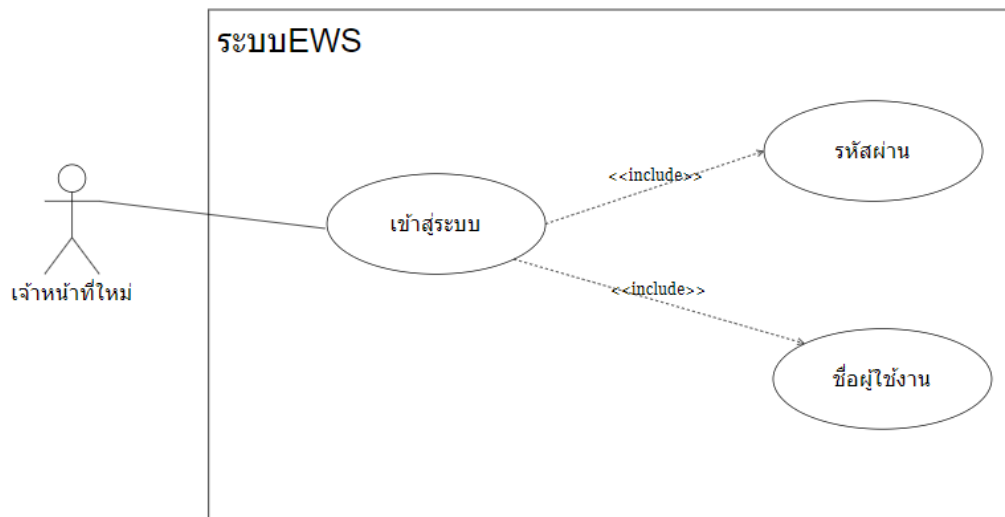 ระบบEWS
รหัสผ่าน
<<include>>
เข้าสู่ระบบ
<<include>>
เจ้าหน้าที่ใหม่
ชื่อผู้ใช้งาน